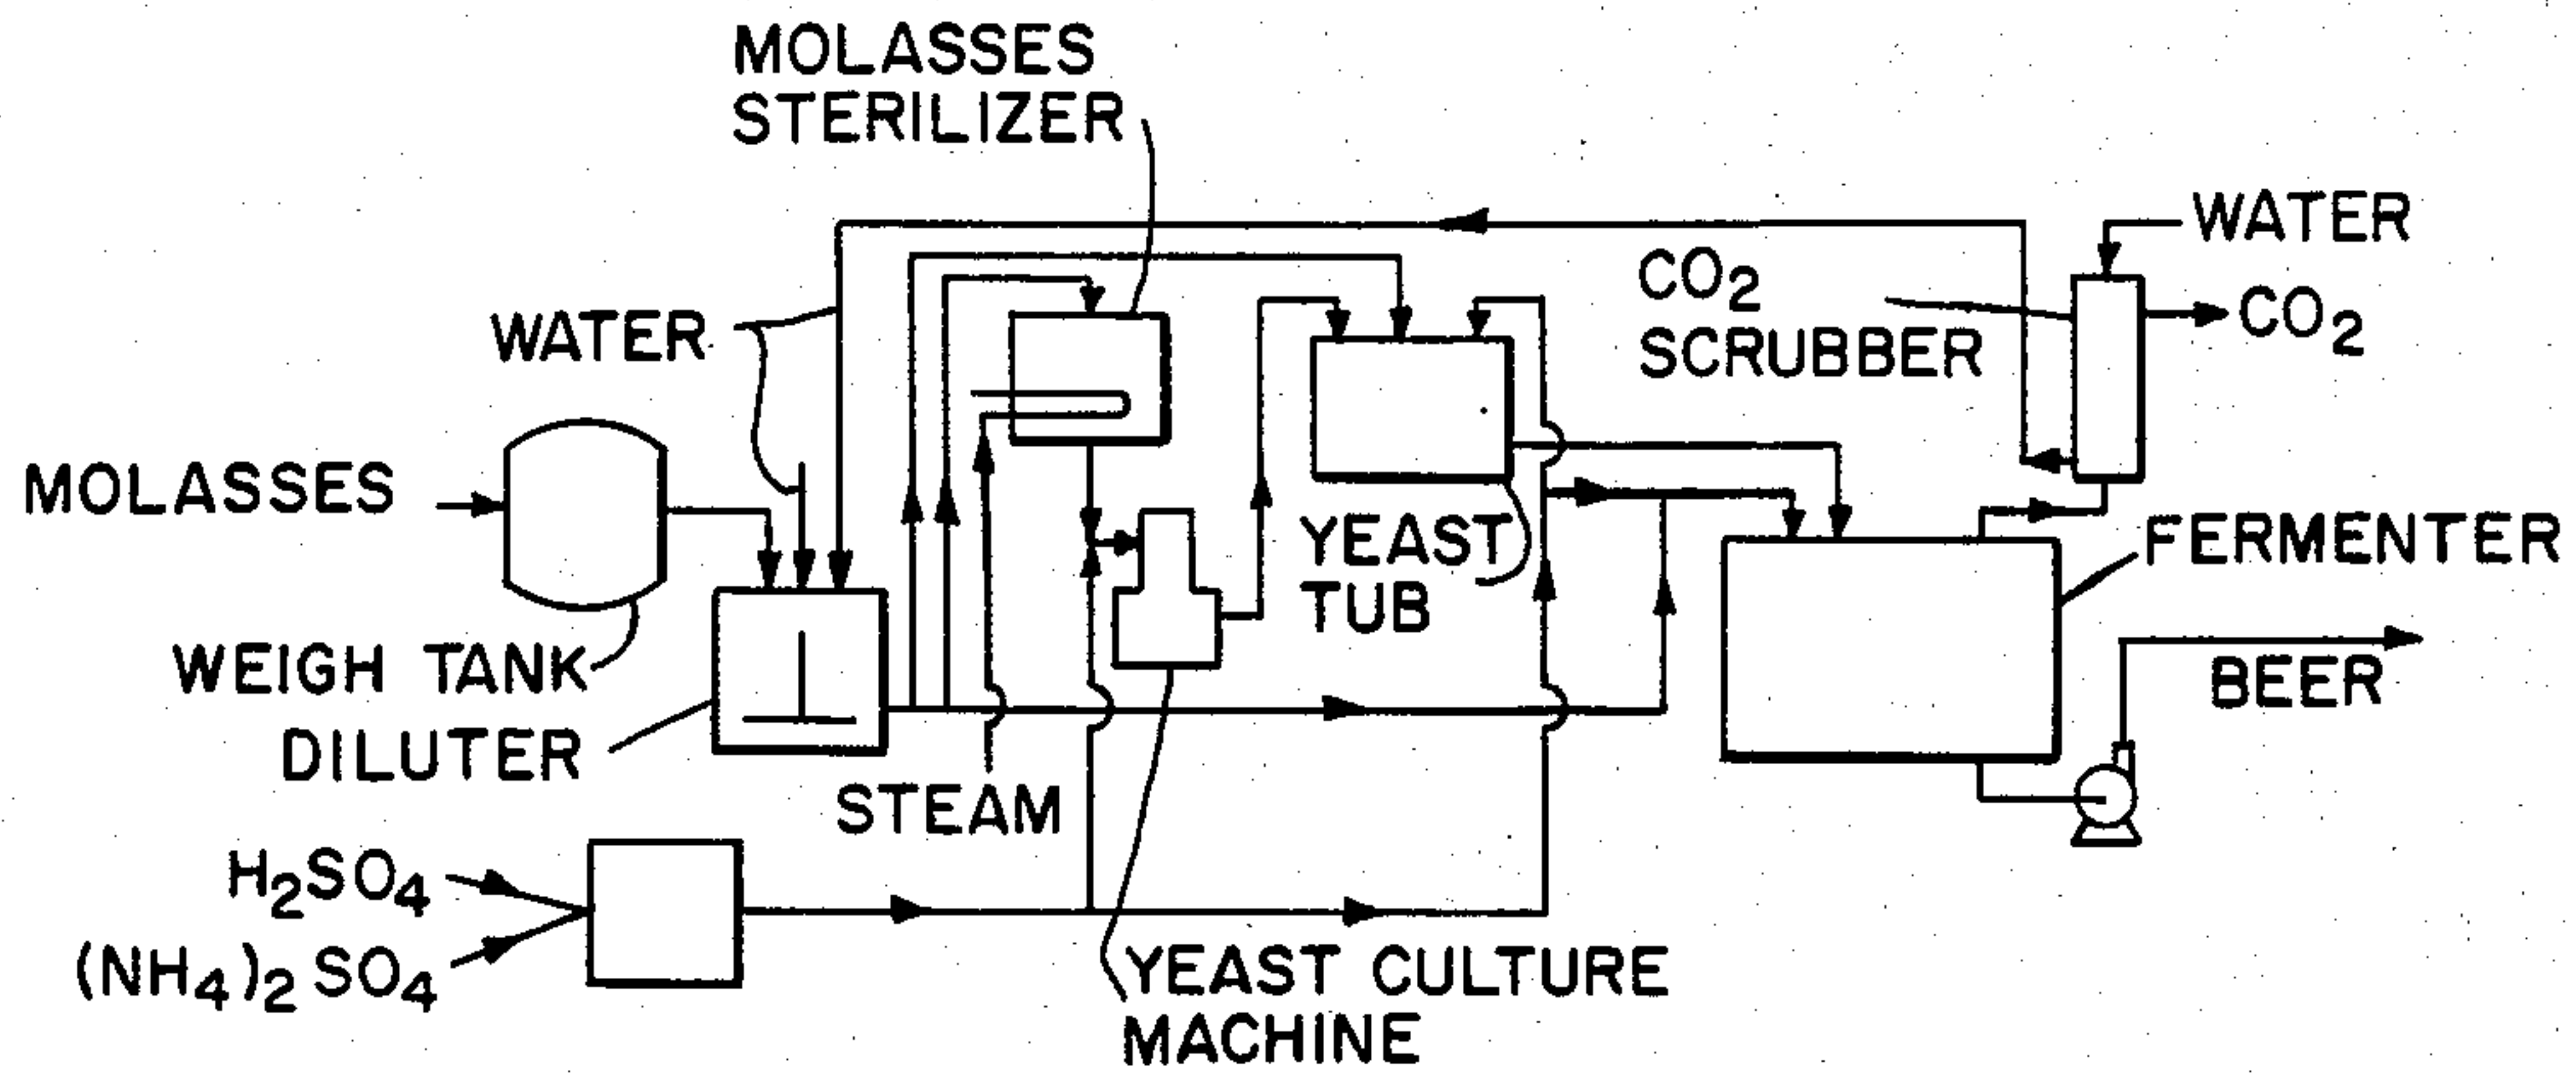 MOLASSES
STERILIZER
WATER
CO2
SCRUBBER
CO2
WATER
MOLASSES
YEAST
TUB
FERMENTER
WEIGH TANK
BEER
DILUTER
STEAM
H2SO4
(NH4)2 SO4
YEAST CULTURE
MACHINE